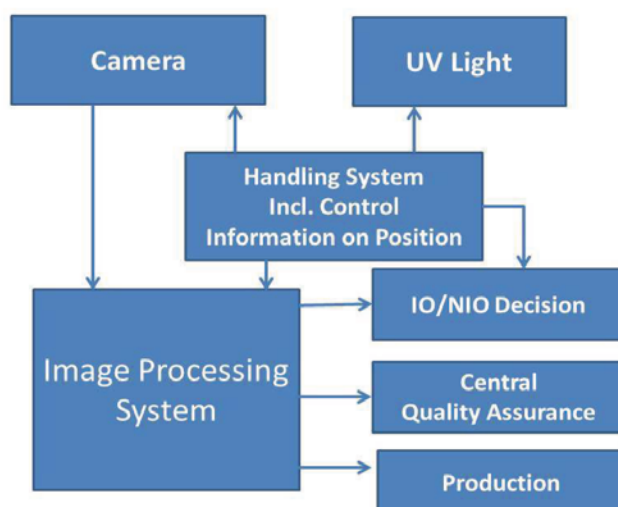 Camera
UV Light
Handling System
Incl. Control
Information on Position
Image Processing
System
IO/NIO Decision
Central
Quality Assurance
Production